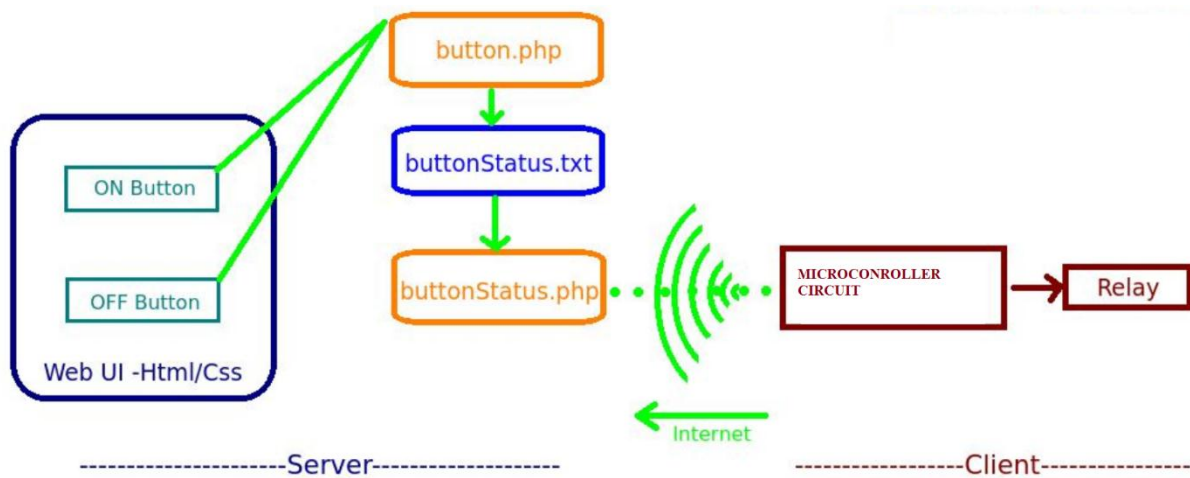 button.php
buttonStatus.txt
ON Button
buttonStatus.php
OFF Button
Web UI -Html/Css
MICROCONROLLER
CIRCUIT
Relay
Internet
----------------------Server--------------------
------------------Client----------------